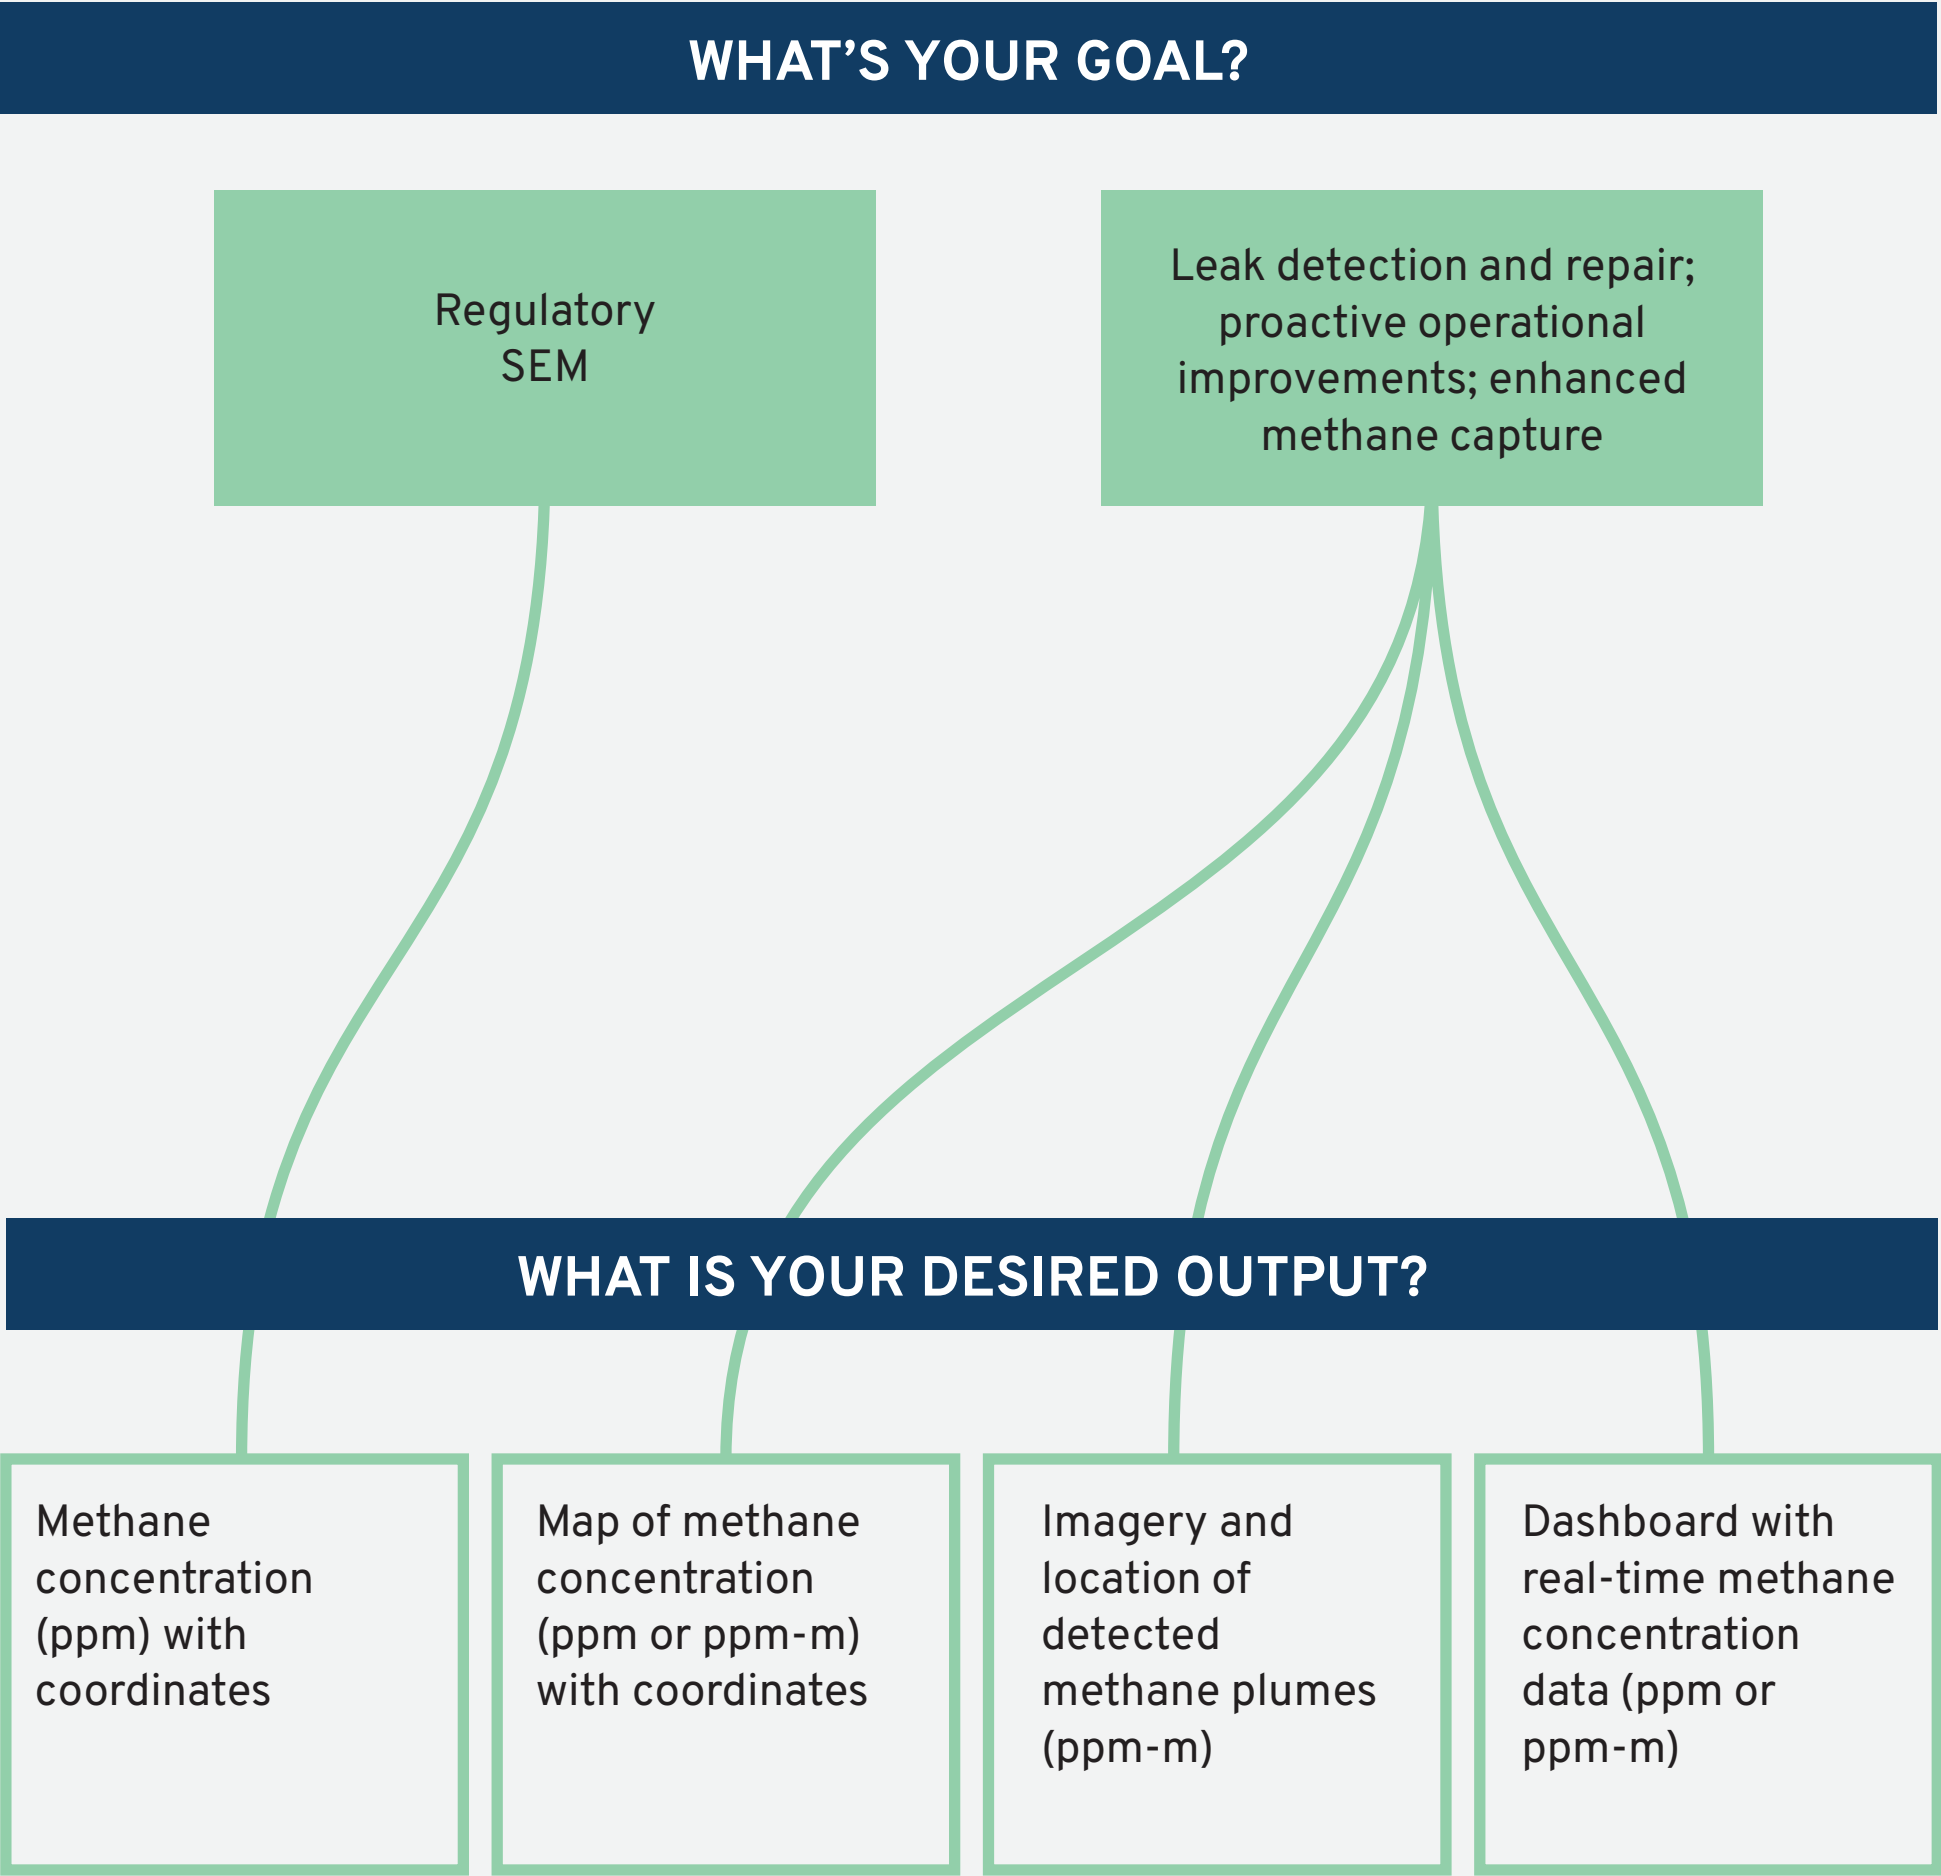 WHAT'S YOUR GOAL?
Regulatory
SEM
Leak detection and repair;
proactive operational
improvements; enhanced
methane capture
WHAT IS YOUR DESIRED OUTPUT?
Methane
concentration
(ppm) with
coordinates
Map of methane
concentration
(ppm or ppm-m)
with coordinates
Imagery and
location of
detected
methane plumes
(ppm-m)
Dashboard with
real-time methane
concentration
data (ppm or
ppm-m)